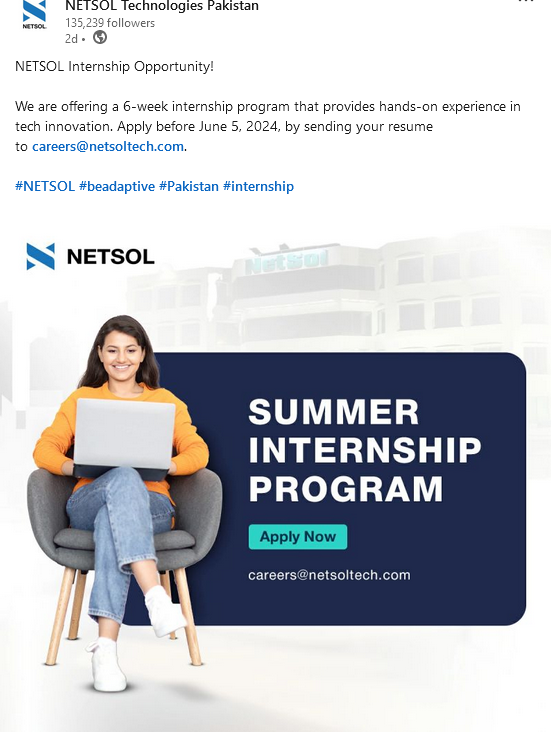 NETSOL Technologies Pakistan
NETSOL
135,239 followers
2d •
NETSOL Internship Opportunity!
We are offering a 6-week internship program that provides hands-on experience in
tech innovation. Apply before June 5, 2024, by sending your resume
to careers@netsoltech.com.
#NETSOL #beadaptive #Pakistan #internship
NETSOL
NetSol
SUMMER
INTERNSHIP
PROGRAM
Apply Now
careers@netsoltech.com